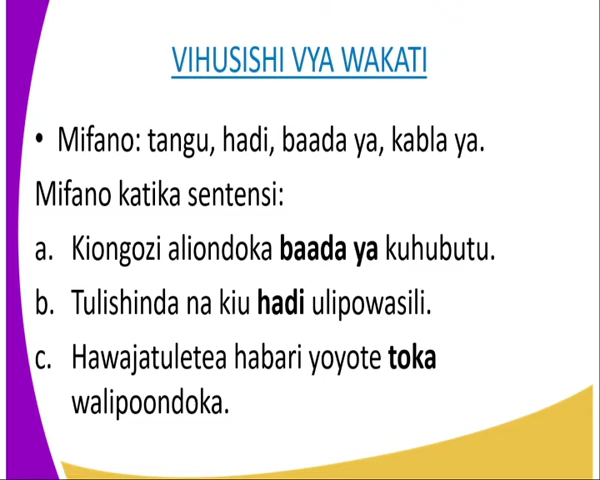 VIHUSISHI VYA WAKATI
• Mifano: tangu, hadi, baada ya, kabla ya.
Mifano katika sentensi:
a. Kiongozi aliondoka baada ya kuhubutu.
b. Tulishinda na kiu hadi ulipowasili.
c. Hawajatuletea habari yoyote toka
walipoondoka.